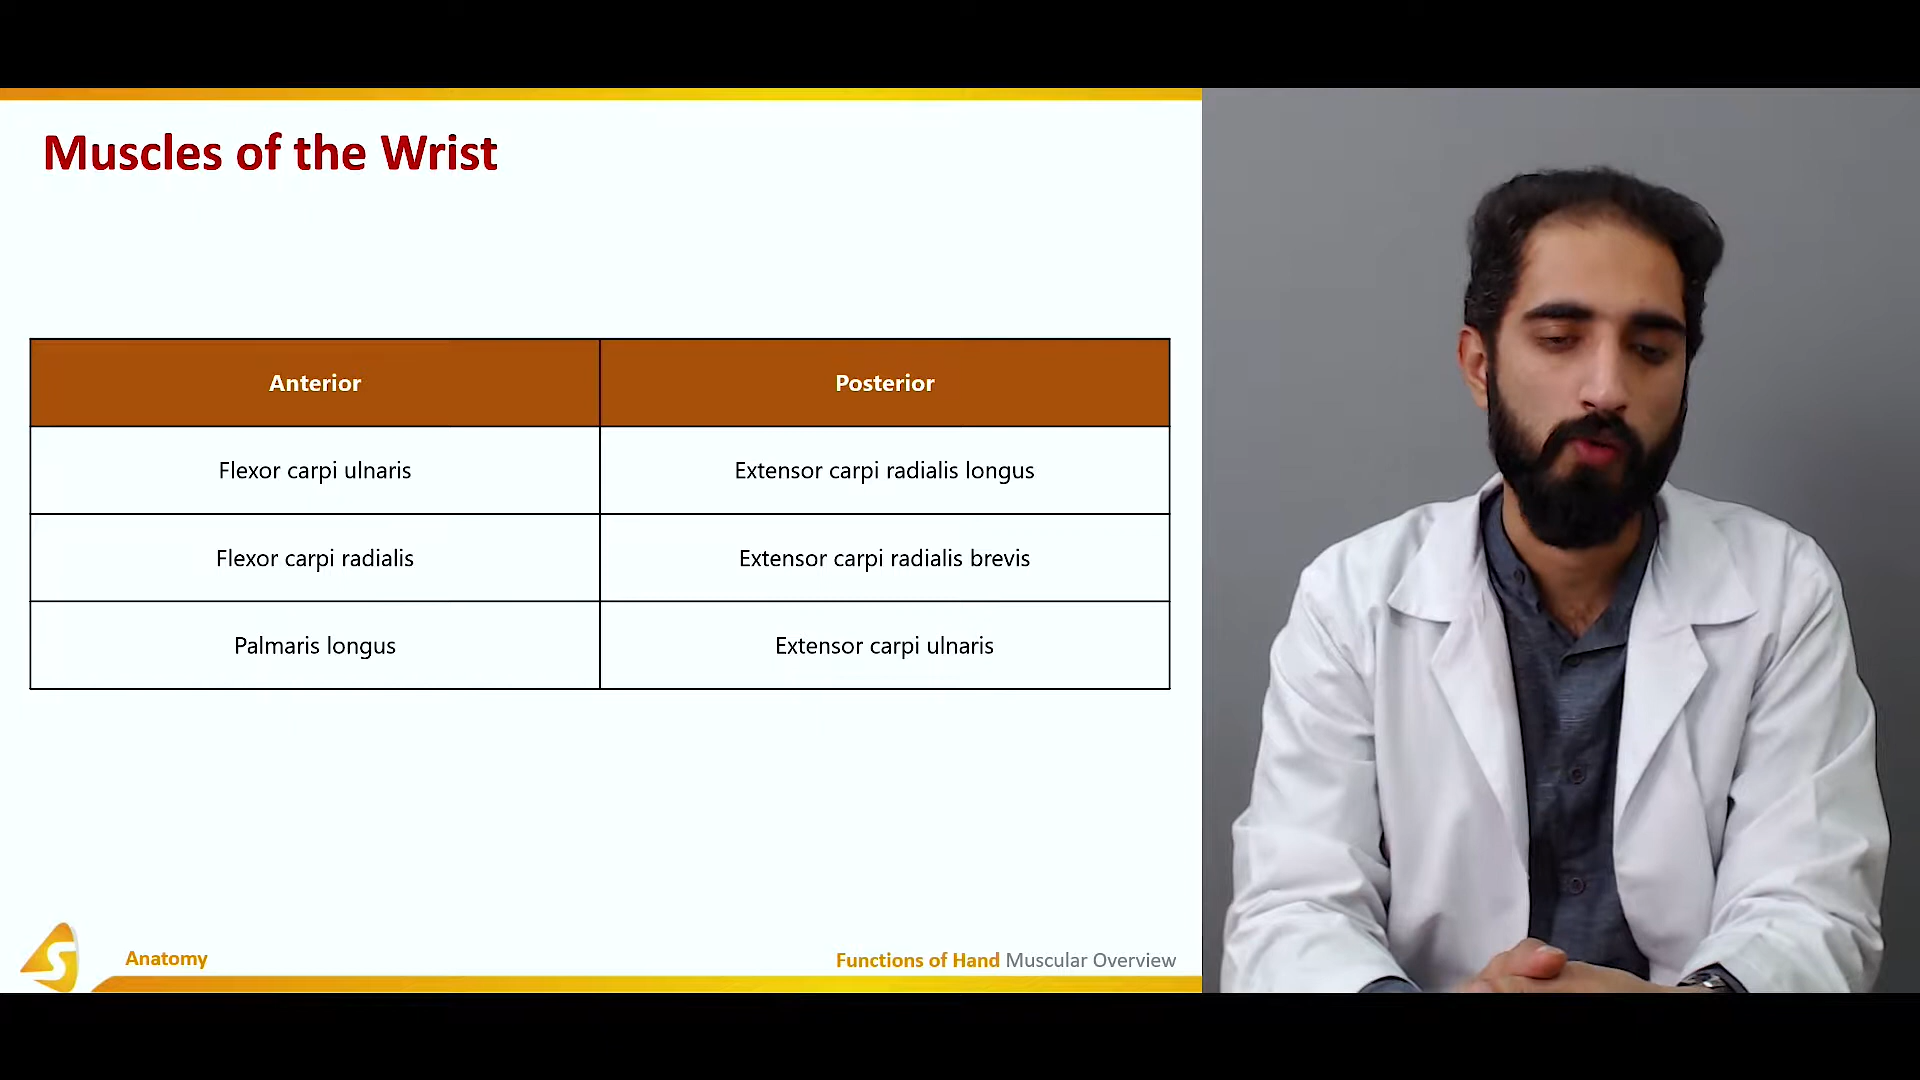 Muscles of the Wrist
Anterior Posterior
Flexor carpi ulnaris Extensor carpi radialis longus
Flexor carpi radialis Extensor carpi radialis brevis
Palmaris longus Extensor carpi ulnaris
S
Anatomy
Functions of Hand Muscular Overview